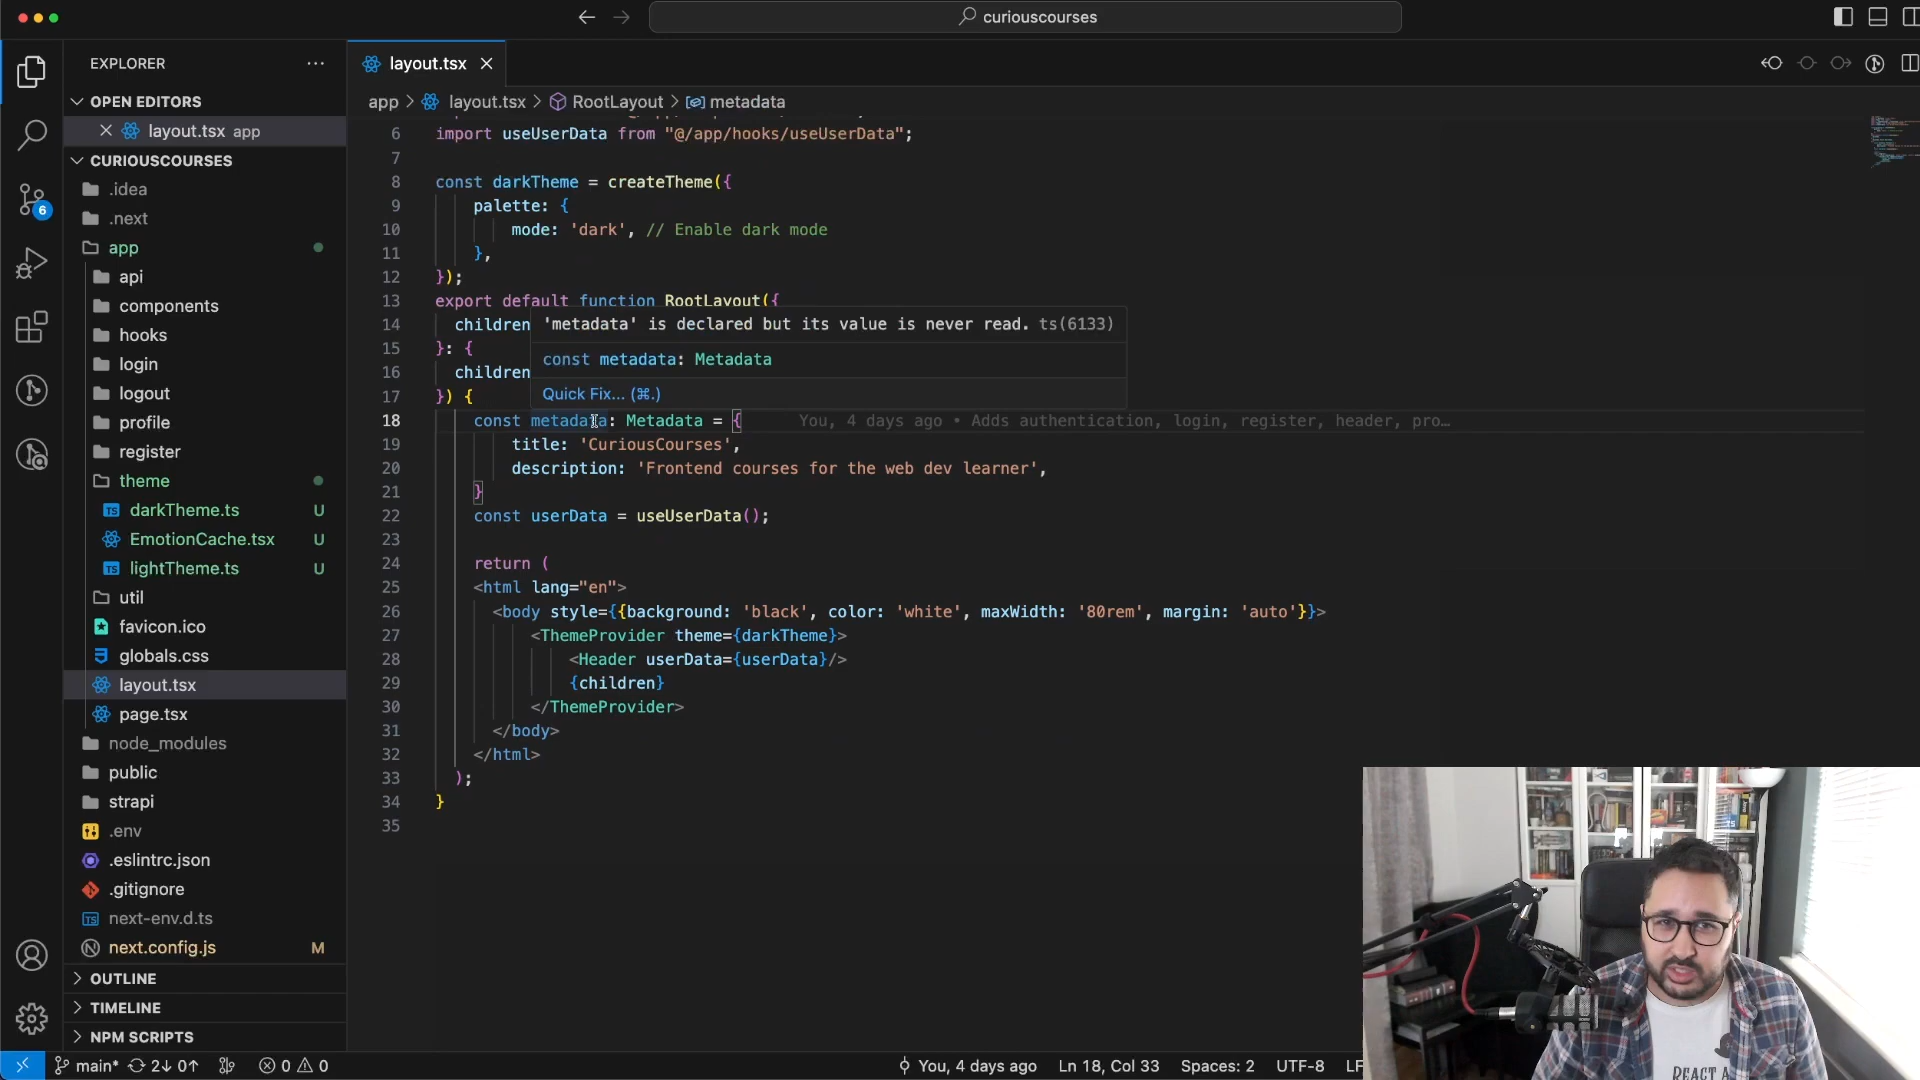 curiouscourses
EXPLORER
OPEN EDITORS
layout.tsx app
CURIOUSCOURSES
.idea
.next
app
api
components
hooks
login
logout
profile
register
theme
darkTheme.ts U
EmotionCache.tsx U
lightTheme.ts U
util
favicon.ico
globals.css
layout.tsx
page.tsx
node_modules
public
strapi
.env
.eslintrc.json
.gitignore
next-env.d.ts
next.config.js M
OUTLINE
TIMELINE
NPM SCRIPTS
6
layout.tsx
app > layout.tsx > RootLayout > metadata
6 import useUserData from "@/app/hooks/useUserData";
7
8 const darkTheme = createTheme({
9 palette: {
10 mode: 'dark', // Enable dark mode
11 },
12 });
13 export default function RootLayout({
14 children
15 }: {
16 children
17 }) {
'metadata' is declared but its value is never read. ts(6133)
const metadata: Metadata
Quick Fix... (⌘.)
18 const metadata: Metadata = { You, 4 days ago • Adds authentication, login, register, header, pro…
19 title: 'CuriousCourses',
20 description: 'Frontend courses for the web dev learner',
21 }
22 const userData = useUserData();
23
24 return (
25 <html lang="en">
26 <body style={{background: 'black', color: 'white', maxWidth: '80rem', margin: 'auto'}}>
27 <ThemeProvider theme={darkTheme}>
28 <Header userData={userData}/>
29 {children}
30 </ThemeProvider>
31 </body>
32 </html>
33 );
34 }
35
REACT A
main* 2↓ 0↑ 0 0 You, 4 days ago Ln 18, Col 33 Spaces: 2 UTF-8 LF